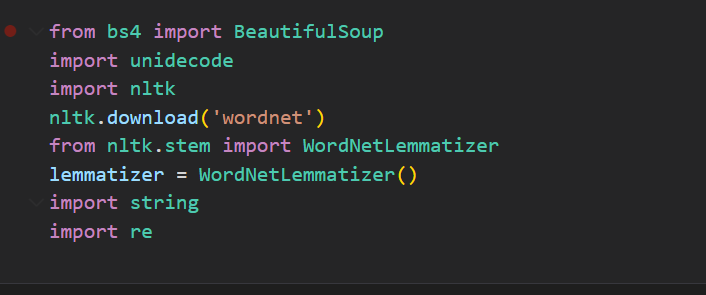 from bs4 import BeautifulSoup
import unidecode
import nltk
nltk.download('wordnet')
from nltk.stem import WordNetLemmatizer
lemmatizer = WordNetLemmatizer()
import string
import re